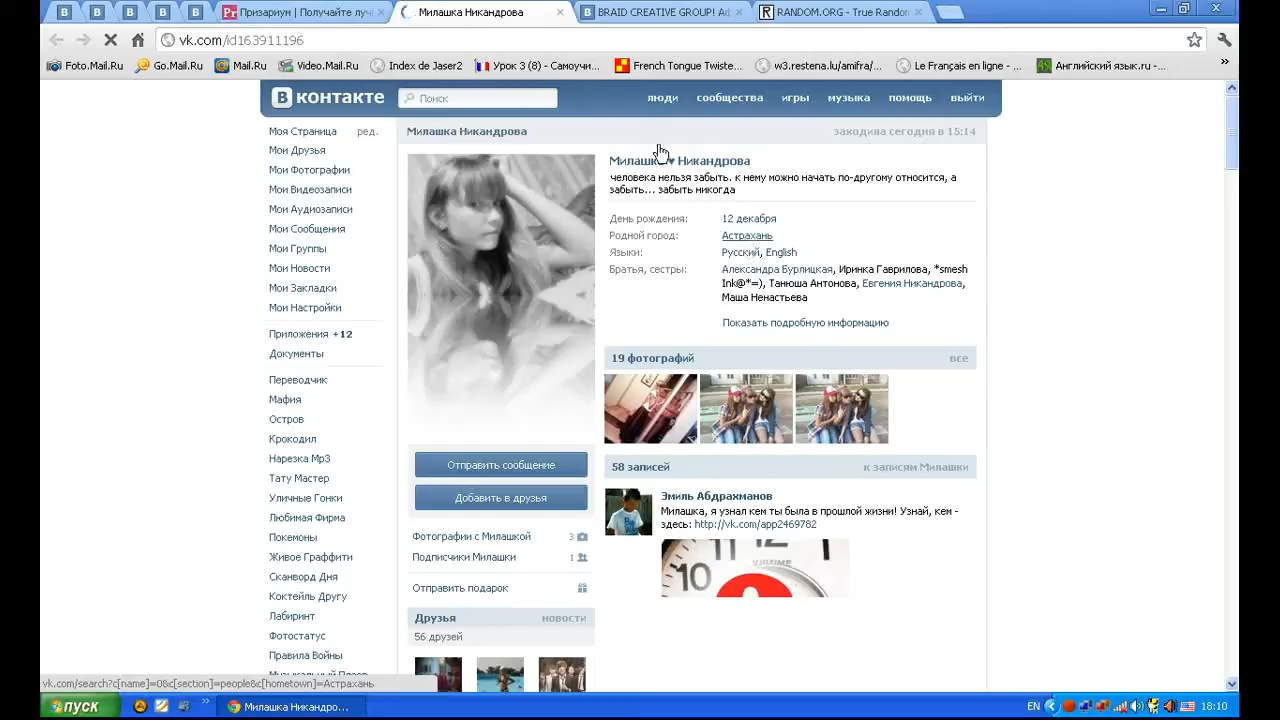 Призариум | Получайте лучш
Милашка Никандрова
BRAID CREATIVE GROUP! Ad
RANDOM.ORG - True Random
vk.com/id163911196
Foto.Mail.Ru
Go.Mail.Ru
Mail.Ru
Video.Mail.Ru
Index de Jaser2
Урок 3 (8) - Самоучи...
French Tongue Twiste...
w3.restena.lu/amifra/...
Le Français en ligne - ...
Английский язык.ru - ...
В контакте
Поиск
люди
сообщества
игры
музыка
помощь
выйти
Моя Страница ред.
Мои Друзья
Мои Фотографии
Мои Видеозаписи
Мои Аудиозаписи
Мои Сообщения
Мои Группы
Мои Новости
Мои Закладки
Мои Настройки
Приложения +12
Документы
Переводчик
Мафия
Остров
Крокодил
Нарезка Mp3
Тату Мастер
Уличные Гонки
Любимая Фирма
Покемоны
Живое Граффити
Сканворд Дня
Коктейль Другу
Лабиринт
Фотостатус
Правила Войны
Милашка Никандрова
заходила сегодня в 15:14
Отправить сообщение
Добавить в друзья
Фотографии с Милашкой 3
Подписчики Милашки 1
Отправить подарок
Друзья новости
56 друзей
Милашка ♥ Никандрова
человека нельзя забыть. к нему можно начать по-другому относится, а
забыть... забыть никогда
День рождения: 12 декабря
Родной город: Астрахань
Языки: Русский, English
Братья, сестры: Александра Бурлицкая, Иринка Гаврилова, *smesh
Ink@*=), Танюша Антонова, Евгения Никандрова,
Маша Ненастьева
Показать подробную информацию
19 фотографий все
58 записей к записям Милашки
Эмиль Абдрахманов
Милашка, я узнал кем ты была в прошлой жизни! Узнай, кем -
здесь: http://vk.com/app2469782
12
10
vk.com/search?c[name]=0&c[section]=people&c[hometown]=Астрахань
пуск
Милашка Никандро...
EN
18:10